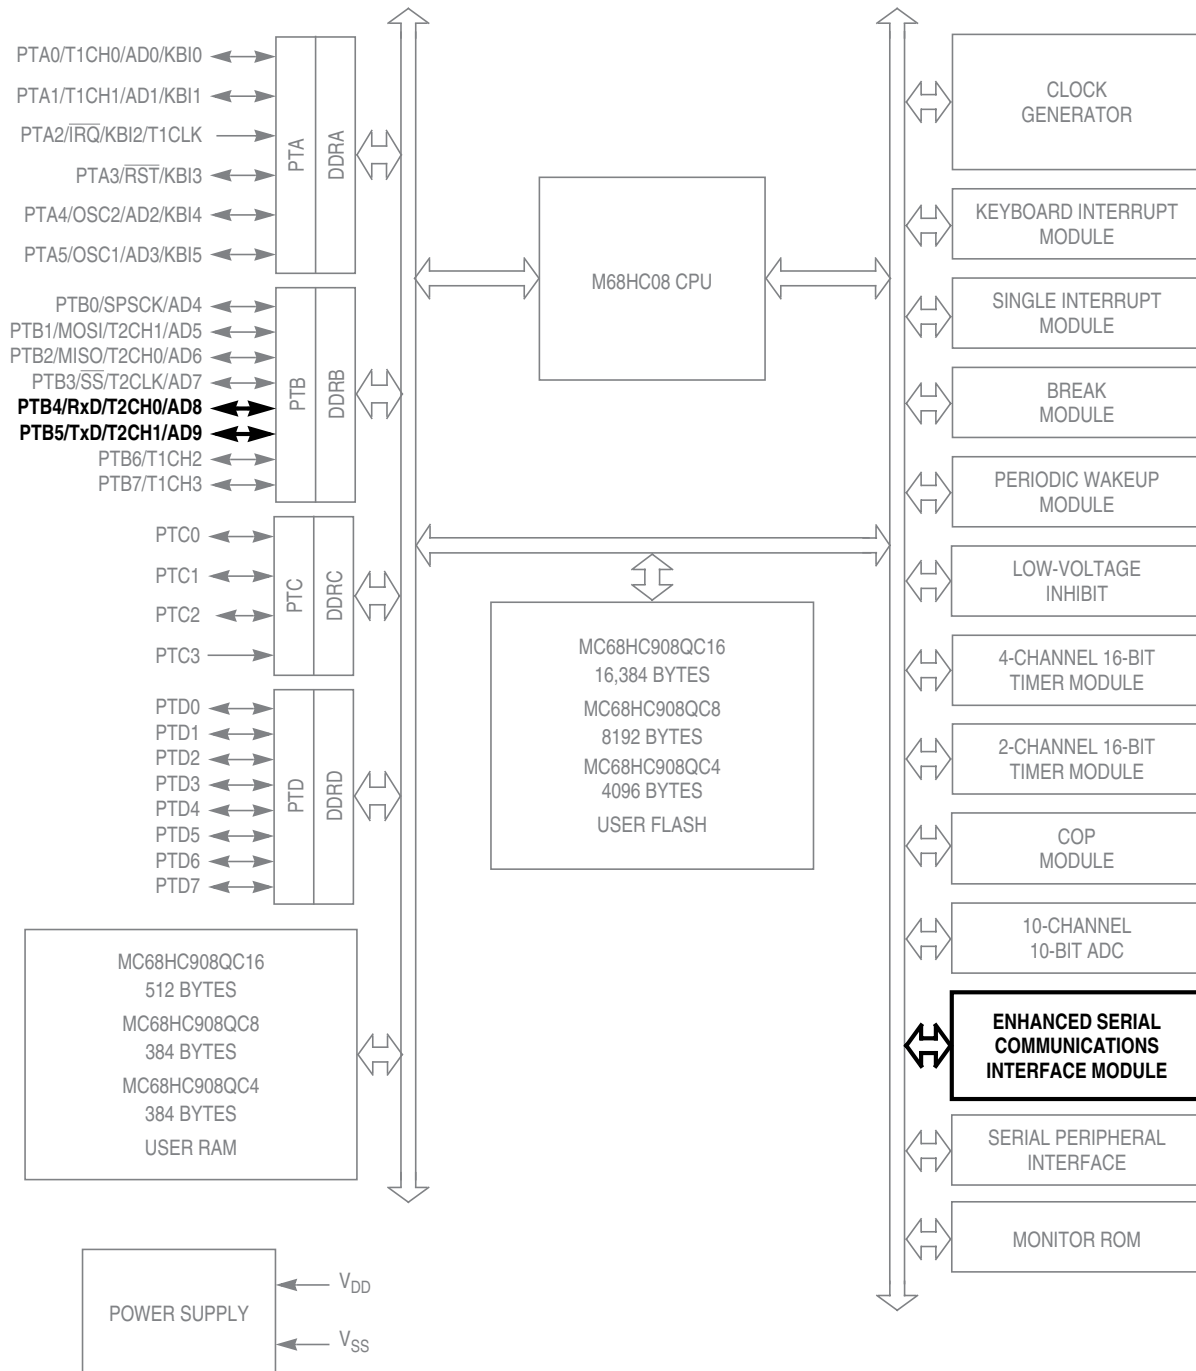 PTA0/T1CH0/AD0/KBI0
PTA1/T1CH1/AD1/KBI1
PTA2/IRQ/KBI2/T1CLK
PTA3/RST/KBI3
PTA4/OSC2/AD2/KBI4
PTA5/OSC1/AD3/KBI5
PTA
DDRA
PTB0/SPSCK/AD4
PTB1/MOSI/T2CH1/AD5
PTB2/MISO/T2CH0/AD6
PTB3/SS/T2CLK/AD7
PTB4/RxD/T2CH0/AD8
PTB5/TxD/T2CH1/AD9
PTB6/T1CH2
PTB7/T1CH3
PTB
DDRB
PTC0
PTC1
PTC2
PTC3
PTC
DDRC
PTD0
PTD1
PTD2
PTD3
PTD4
PTD5
PTD6
PTD7
PTD
DDRD
MC68HC908QC16
512 BYTES
MC68HC908QC8
384 BYTES
MC68HC908QC4
384 BYTES
USER RAM
POWER SUPPLY
VDD
VSS
M68HC08 CPU
MC68HC908QC16
16,384 BYTES
MC68HC908QC8
8192 BYTES
MC68HC908QC4
4096 BYTES
USER FLASH
CLOCK
GENERATOR
KEYBOARD INTERRUPT
MODULE
SINGLE INTERRUPT
MODULE
BREAK
MODULE
PERIODIC WAKEUP
MODULE
LOW-VOLTAGE
INHIBIT
4-CHANNEL 16-BIT
TIMER MODULE
2-CHANNEL 16-BIT
TIMER MODULE
COP
MODULE
10-CHANNEL
10-BIT ADC
ENHANCED SERIAL
COMMUNICATIONS
INTERFACE MODULE
SERIAL PERIPHERAL
INTERFACE
MONITOR ROM